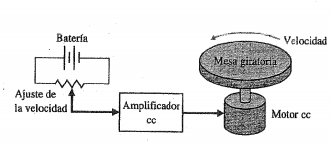 Batería
Velocidad
Mesa giratoria
Ajuste de
la velocidad
Amplificador
cc
Motor cc